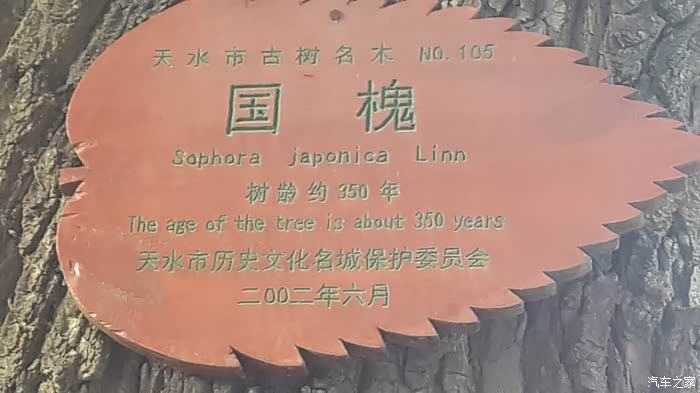 天水市古树名木 NO.105
国 槐
Sophora japonica Linn
树龄约350年
The age of the tree is about 350 years
天水市历史文化名城保护委员会
二00二年六月
汽车之家